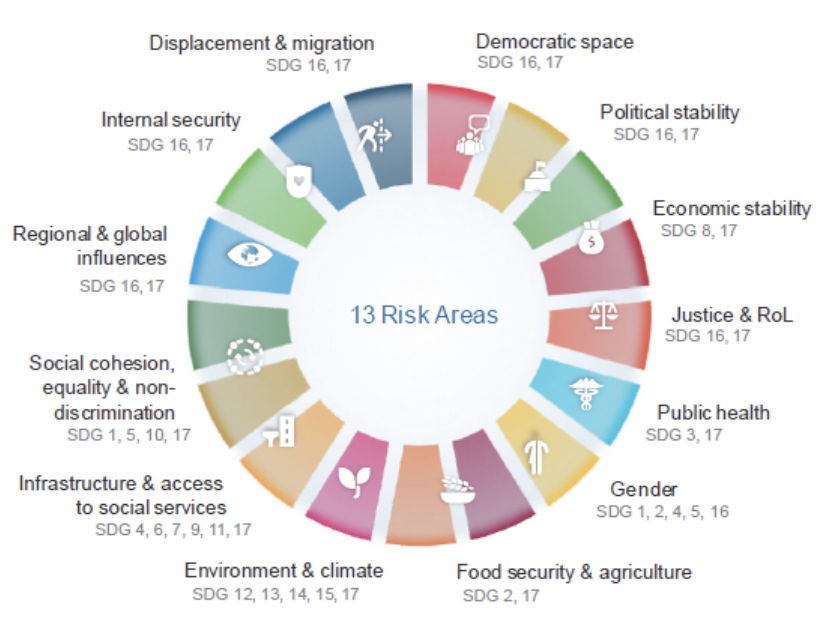 Displacement & migration
SDG 16, 17
Democratic space
SDG 16, 17
Political stability
SDG 16, 17
Economic stability
SDG 8, 17
Justice & RoL
SDG 16, 17
Public health
SDG 3, 17
Gender
SDG 1, 2, 4, 5, 16
Food security & agriculture
SDG 2, 17
Environment & climate
SDG 12, 13, 14, 15, 17
Infrastructure & access
to social services
SDG 4, 6, 7, 9, 11, 17
Social cohesion,
equality & non-
discrimination
SDG 1, 5, 10, 17
Regional & global
influences
SDG 16, 17
Internal security
SDG 16, 17
13 Risk Areas
$